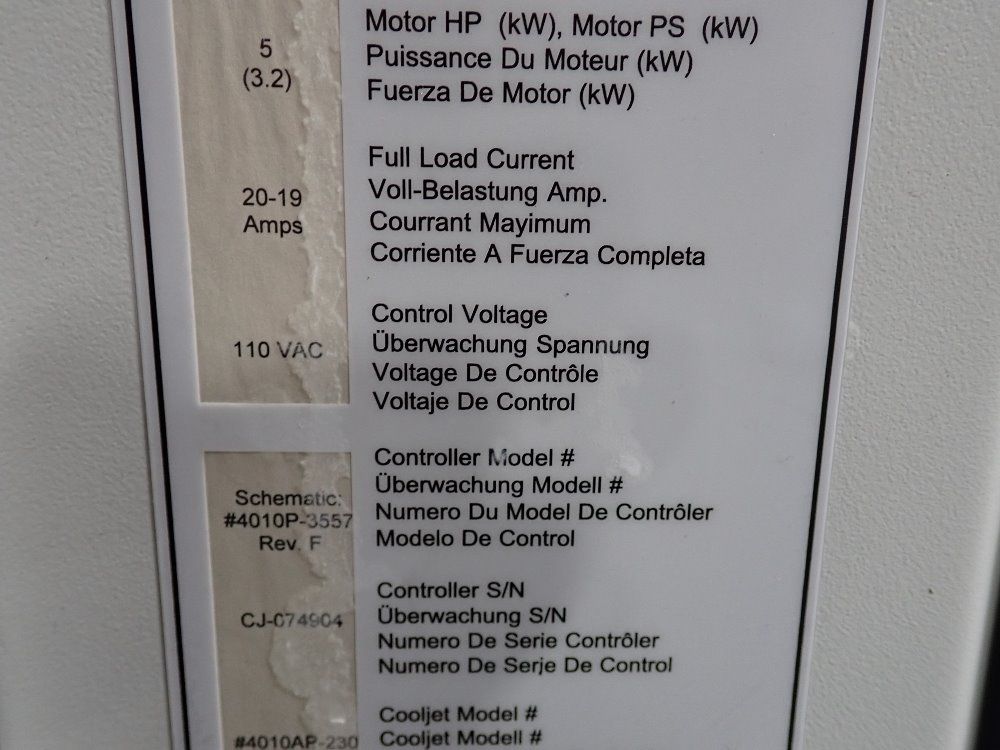 5
(3.2)
Motor HP (kW), Motor PS (kW)
Puissance Du Moteur (kW)
Fuerza De Motor (kW)
20-19
Amps
Full Load Current
Voll-Belastung Amp.
Courrant Mayimum
Corriente A Fuerza Completa
110 VAC
Control Voltage
Überwachung Spannung
Voltage De Contrôle
Voltaje De Control
Schematic:
#4010P-3557
Rev. F
Controller Model #
Überwachung Modell #
Numero Du Model De Contrôler
Modelo De Control
CJ-074904
Controller S/N
Überwachung S/N
Numero De Serie Contrôler
Numero De Serje De Control
#4010AP-230
Cooljet Model #
Cooljet Modell #